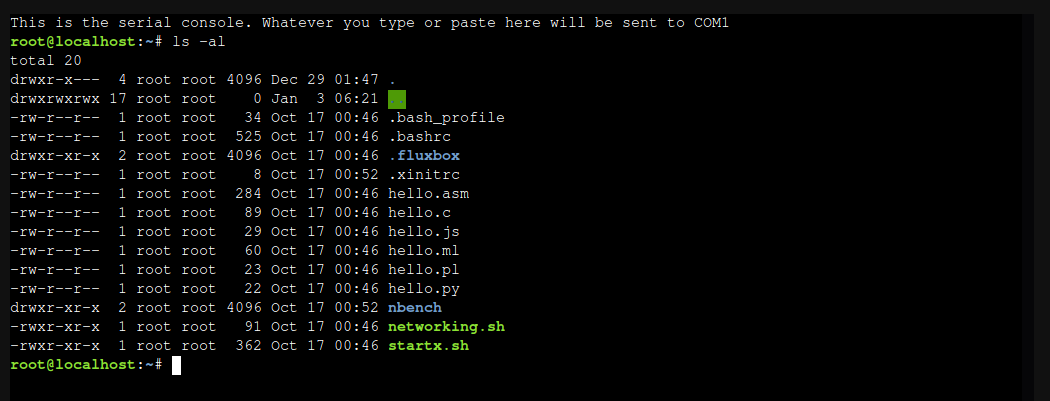 This is the serial console. Whatever you type or paste here will be sent to COM1
root@localhost:~# ls -al
total 20
drwxr-x---  4 root root 4096 Dec 29 01:47 .
drwxrwxrwx 17 root root    0 Jan  3 06:21 ..
-rw-r--r--  1 root root   34 Oct 17 00:46 .bash_profile
-rw-r--r--  1 root root  525 Oct 17 00:46 .bashrc
drwxr-xr-x  2 root root 4096 Oct 17 00:46 .fluxbox
-rw-r--r--  1 root root    8 Oct 17 00:52 .xinitrc
-rw-r--r--  1 root root  284 Oct 17 00:46 hello.asm
-rw-r--r--  1 root root   89 Oct 17 00:46 hello.c
-rw-r--r--  1 root root   29 Oct 17 00:46 hello.js
-rw-r--r--  1 root root   60 Oct 17 00:46 hello.ml
-rw-r--r--  1 root root   23 Oct 17 00:46 hello.pl
-rw-r--r--  1 root root   22 Oct 17 00:46 hello.py
drwxr-xr-x  2 root root 4096 Oct 17 00:52 nbench
-rwxr-xr-x  1 root root   91 Oct 17 00:46 networking.sh
-rwxr-xr-x  1 root root  362 Oct 17 00:46 startx.sh
root@localhost:~#